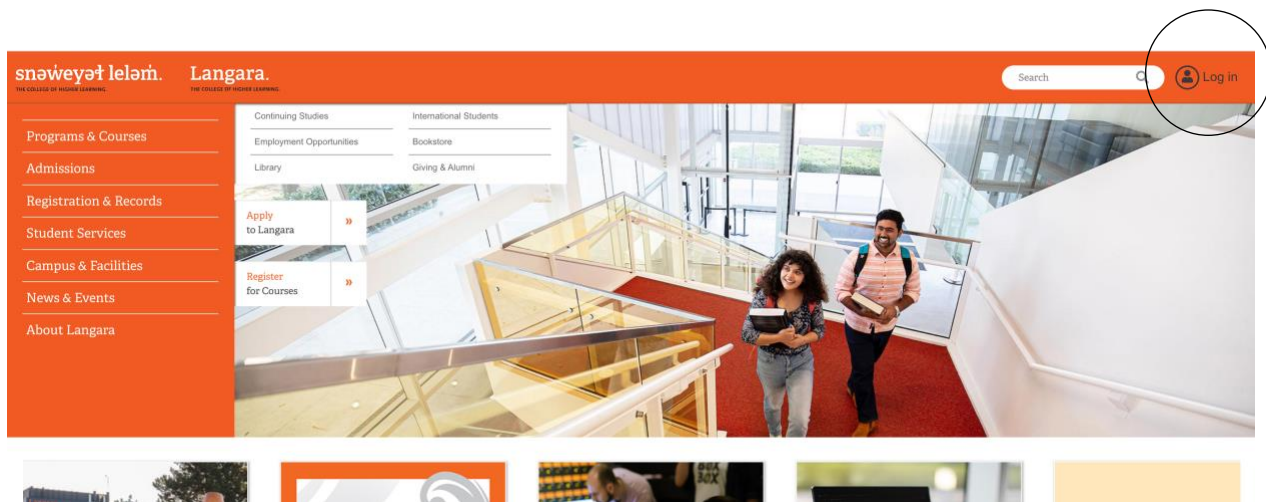 snəw̓eyəɬ leləm̓.
THE COLLEGE OF HIGHER LEARNING.
Langara.
THE COLLEGE OF HIGHER LEARNING.
Search
Log in
Programs & Courses
Admissions
Registration & Records
Student Services
Campus & Facilities
News & Events
About Langara
Continuing Studies
International Students
Employment Opportunities
Bookstore
Library
Giving & Alumni
Apply
to Langara
»
Register
for Courses
»
BOX
BOX